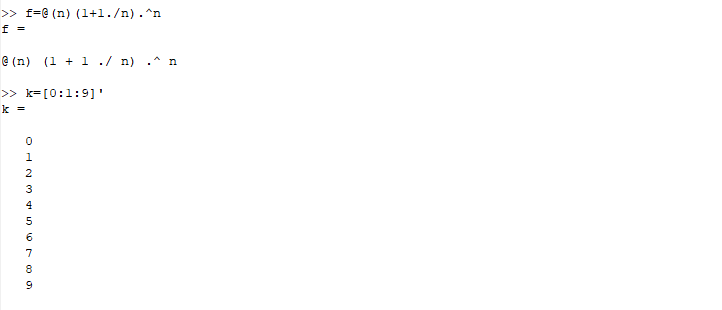 >> f=@(n)(1+1./n).^n
f =
@(n) (1 + 1 ./ n) .^ n
>> k=[0:1:9]'
k =
0
1
2
3
4
5
6
7
8
9